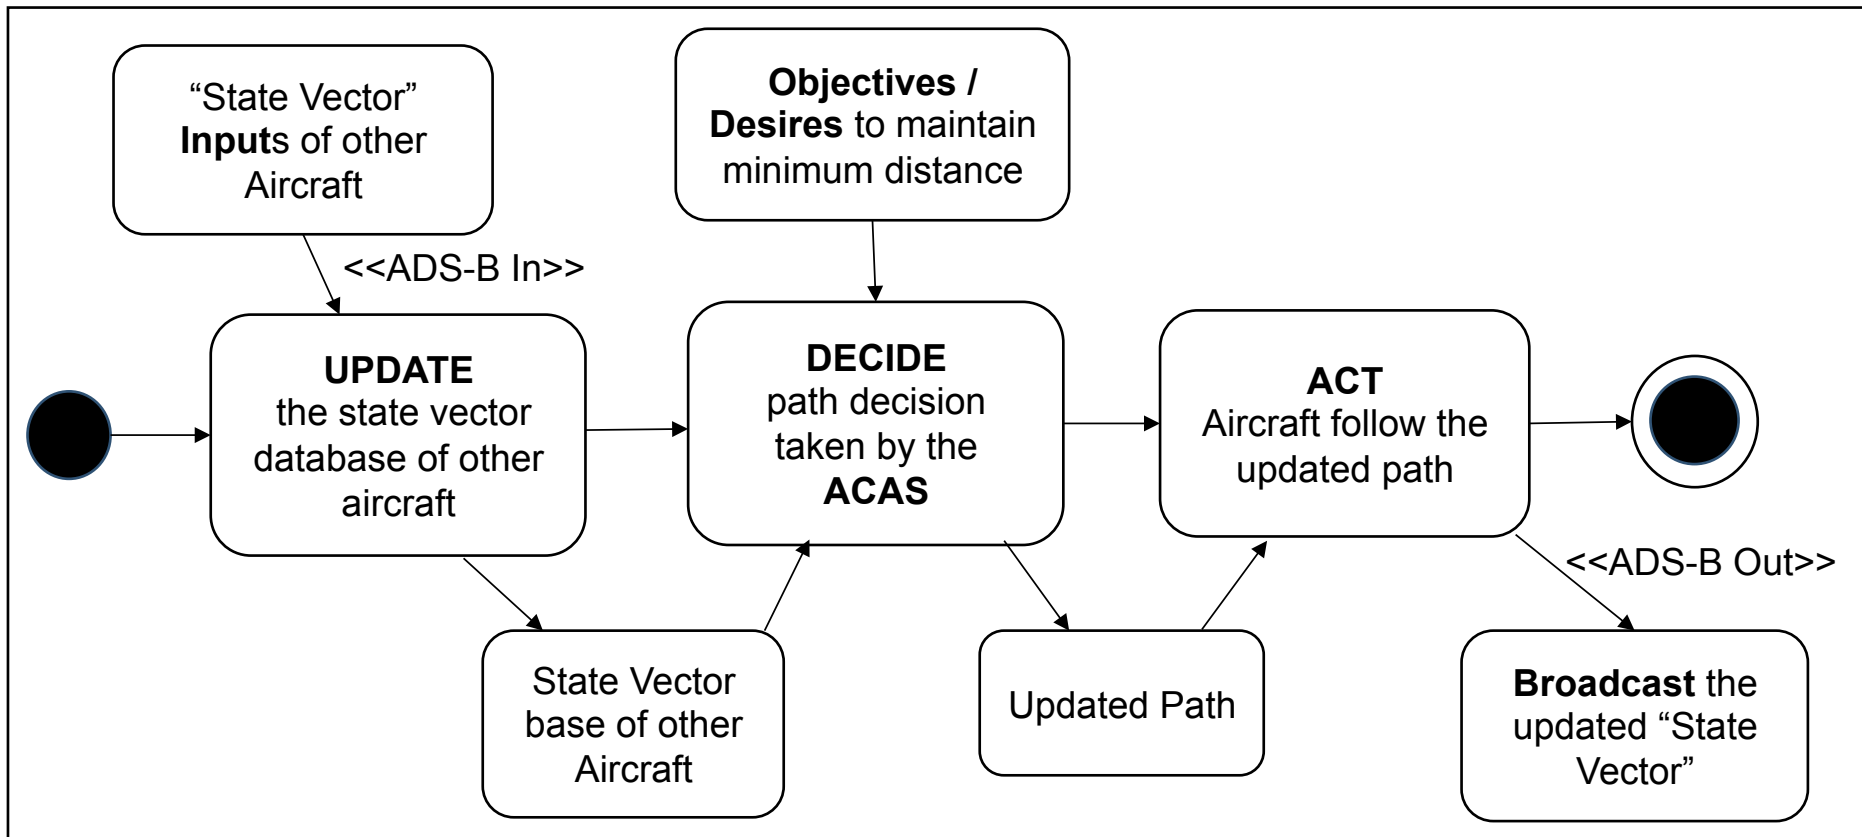 “State Vector”
Inputs of other
Aircraft
Objectives /
Desires to maintain
minimum distance
<<ADS-B In>>
UPDATE
the state vector
database of other
aircraft
DECIDE
path decision
taken by the
ACAS
ACT
Aircraft follow the
updated path
<<ADS-B Out>>
State Vector
base of other
Aircraft
Updated Path
Broadcast the
updated “State
Vector”